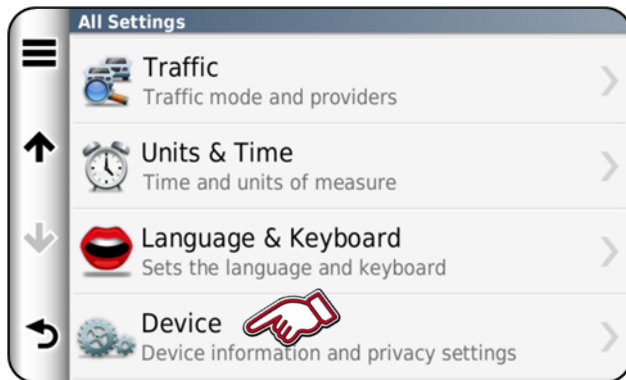 All Settings
Traffic
Traffic mode and providers
Units & Time
Time and units of measure
Language & Keyboard
Sets the language and keyboard
Device
Device information and privacy settings